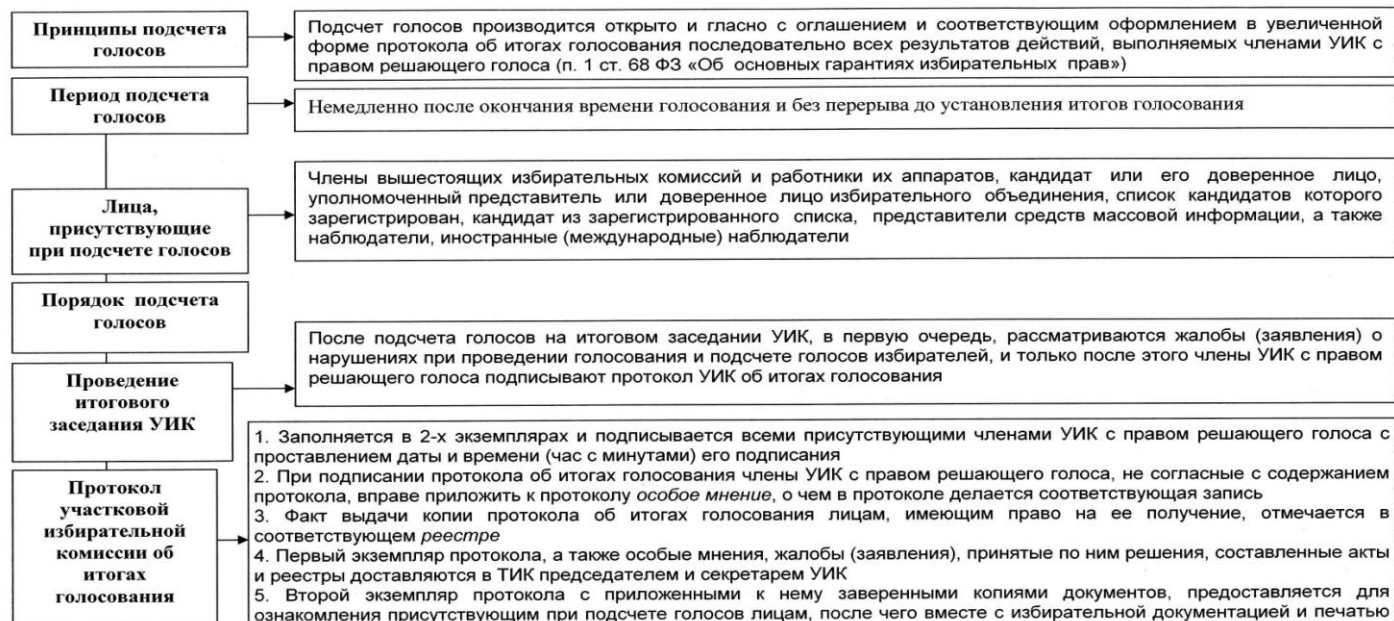 Принципы подсчета
голосов
Подсчет голосов производится открыто и гласно с оглашением и соответствующим оформлением в увеличенной
форме протокола об итогах голосования последовательно всех результатов действий, выполняемых членами УИК с
правом решающего голоса (п. 1 ст. 68 ФЗ «Об основных гарантиях избирательных прав»)
Период подсчета
голосов
Немедленно после окончания времени голосования и без перерыва до установления итогов голосования
Лица,
присутствующие
при подсчете голосов
Члены вышестоящих избирательных комиссий и работники их аппаратов, кандидат или его доверенное лицо,
уполномоченный представитель или доверенное лицо избирательного объединения, список кандидатов которого
зарегистрирован, кандидат из зарегистрированного списка, представители средств массовой информации, а также
наблюдатели, иностранные (международные) наблюдатели
Порядок подсчета
голосов
Проведение
итогового
заседания УИК
После подсчета голосов на итоговом заседании УИК, в первую очередь, рассматриваются жалобы (заявления) о
нарушениях при проведении голосования и подсчете голосов избирателей, и только после этого члены УИК с правом
решающего голоса подписывают протокол УИК об итогах голосования
Протокол
участковой
избирательной
комиссии об
итогах
голосования
1. Заполняется в 2-х экземплярах и подписывается всеми присутствующими членами УИК с правом решающего голоса с
проставлением даты и времени (час с минутами) его подписания
2. При подписании протокола об итогах голосования члены УИК с правом решающего голоса, не согласные с содержанием
протокола, вправе приложить к протоколу особое мнение, о чем в протоколе делается соответствующая запись
3. Факт выдачи копии протокола об итогах голосования лицам, имеющим право на ее получение, отмечается в
соответствующем реестре
4. Первый экземпляр протокола, а также особые мнения, жалобы (заявления), принятые по ним решения, составленные акты
и реестры доставляются в ТИК председателем и секретарем УИК
5. Второй экземпляр протокола с приложенными к нему заверенными копиями документов, предоставляется для
ознакомления присутствующим при подсчете голосов лицам, после чего вместе с избирательной документацией и печатью